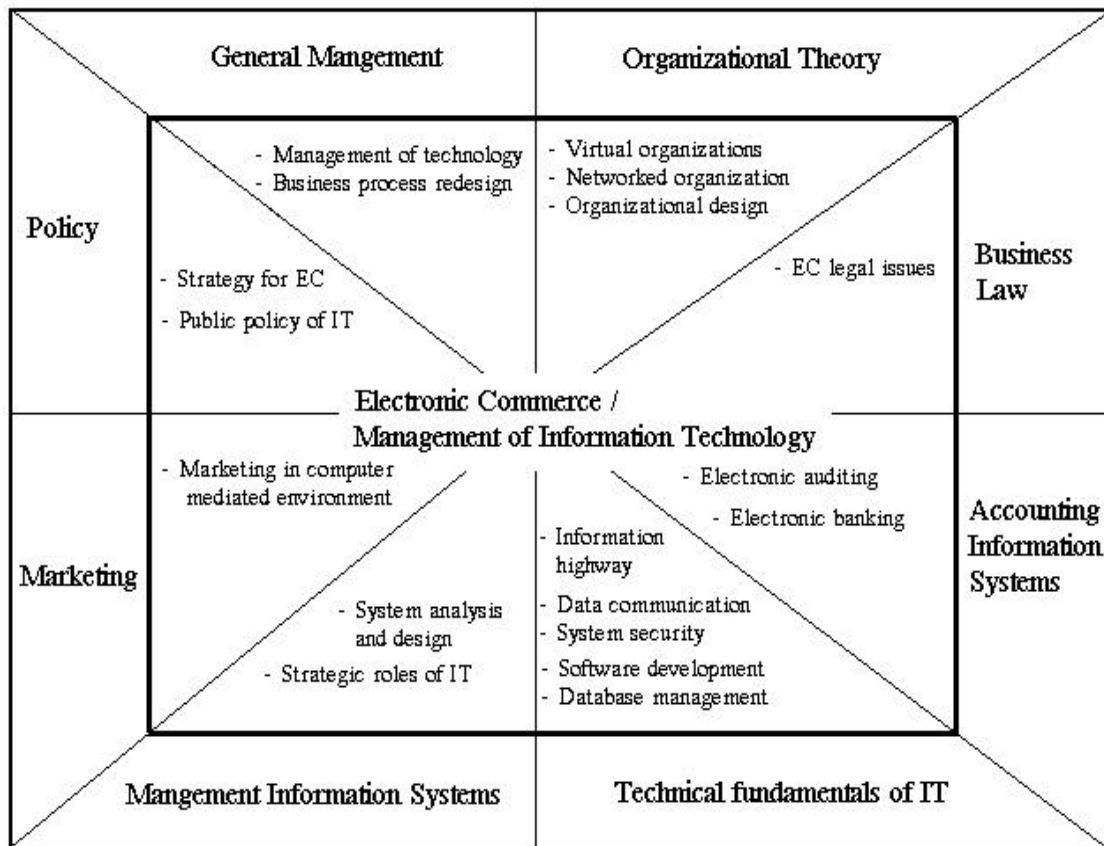 General Mangement
Organizational Theory
- Management of technology
- Business process redesign
- Virtual organizations
- Networked organization
- Organizational design
Policy
- Strategy for EC
- Public policy of IT
- EC legal issues
Business
Law
Electronic Commerce /
Management of Information Technology
- Marketing in computer
mediated environment
Marketing
- System analysis
and design
- Strategic roles of IT
- Information
highway
- Data communication
- System security
- Software development
- Database management
- Electronic auditing
- Electronic banking
Accounting
Information
Systems
Mangement Information Systems
Technical fundamentals of IT